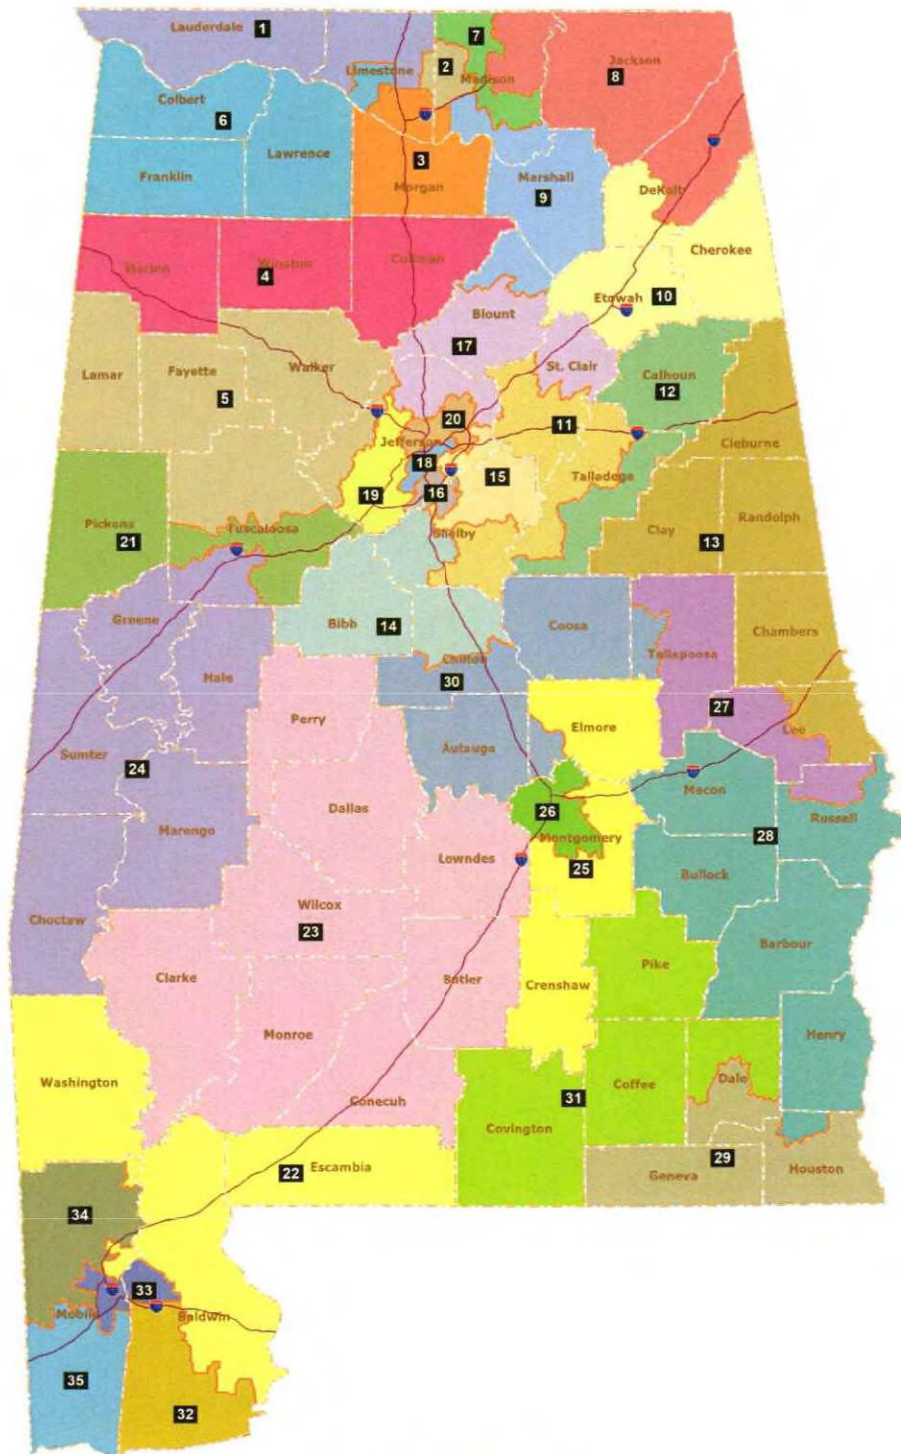 Lauderdale 1
7
Limestone
2
Madison
Jackson
8
Colbert
6
Lawrence
3
Franklin
Morgan
Marshall
9
DeKalb
Cherokee
Marion
Winston
4
Cullman
Etowah
10
Blount
17
St. Clair
Lamar
Fayette
5
Walker
Calhoun
12
20
11
Jefferson
18
Cleburne
15
Talladega
19
16
Pickens
21
Tuscaloosa
Shelby
Clay
13
Randolph
Greene
Bibb
14
Coosa
Chambers
Chilton
30
Tallapoosa
Hale
27
Perry
Elmore
Lee
Sumter
24
Autauga
Macon
Dallas
26
Russell
Marengo
Montgomery
28
Lowndes
25
Bullock
Choctaw
Wilcox
23
Barbour
Clarke
Butler
Pike
Crenshaw
Monroe
Henry
Washington
Coffee
Dale
Conecuh
31
Covington
22
Escambia
29
Geneva
Houston
34
33
Mobile
Baldwin
35
32